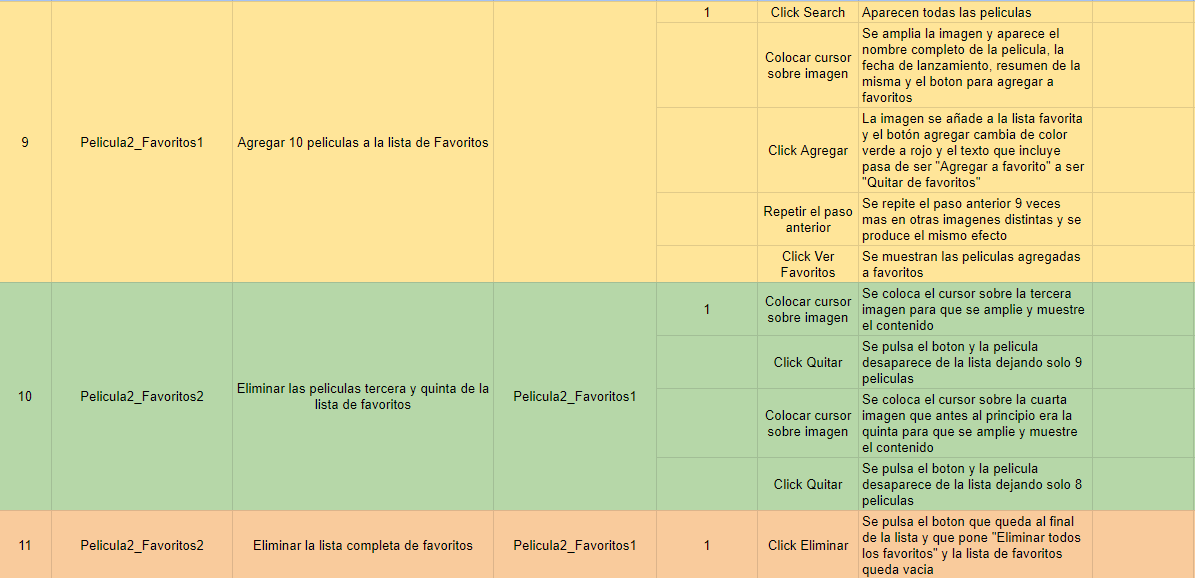 1
Click Search
Aparecen todas las peliculas
Colocar cursor
sobre imagen
Se amplia la imagen y aparece el
nombre completo de la pelicula, la
fecha de lanzamiento, resumen de la
misma y el boton para agregar a
favoritos
9
Pelicula2_Favoritos1
Agregar 10 peliculas a la lista de Favoritos
Click Agregar
La imagen se añade a la lista favorita
y el botón agregar cambia de color
verde a rojo y el texto que incluye
pasa de ser "Agregar a favorito" a ser
"Quitar de favoritos"
Repetir el paso
anterior
Se repite el paso anterior 9 veces
mas en otras imagenes distintas y se
produce el mismo efecto
Click Ver
Favoritos
Se muestran las peliculas agregadas
a favoritos
1
Colocar cursor
sobre imagen
Se coloca el cursor sobre la tercera
imagen para que se amplie y muestre
el contenido
Click Quitar
Se pulsa el boton y la pelicula
desaparece de la lista dejando solo 9
peliculas
10
Pelicula2_Favoritos2
Eliminar las peliculas tercera y quinta de la
lista de favoritos
Pelicula2_Favoritos1
Colocar cursor
sobre imagen
Se coloca el cursor sobre la cuarta
imagen que antes al principio era la
quinta para que se amplie y muestre
el contenido
Click Quitar
Se pulsa el boton y la pelicula
desaparece de la lista dejando solo 8
peliculas
11
Pelicula2_Favoritos2
Eliminar la lista completa de favoritos
Pelicula2_Favoritos1
1
Click Eliminar
Se pulsa el boton que queda al final
de la lista y que pone "Eliminar todos
los favoritos" y la lista de favoritos
queda vacia